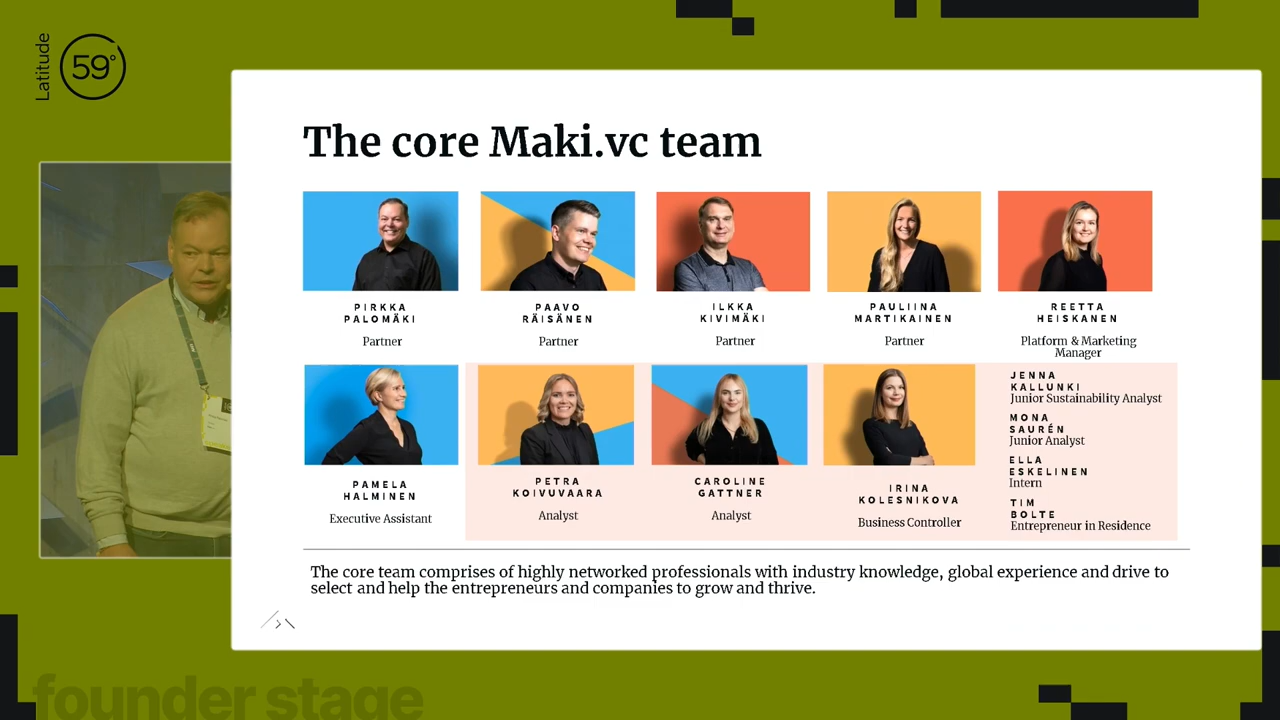 Latitude
59°
The core Maki.vc team
PIRKKA
PALOMÄKI
Partner
PAAVO
RÄISÄNEN
Partner
ILKKA
KIVIMÄKI
Partner
PAULIINA
MARTIKAINEN
Partner
REETTA
HEISKANEN
Platform & Marketing
Manager
PAMELA
HALMINEN
Executive Assistant
PETRA
KOIVUVAARA
Analyst
CAROLINE
GATTNER
Analyst
IRINA
KOLESNIKOVA
Business Controller
JENNA
KALLUNKI
Junior Sustainability Analyst
MONA
SAURÉN
Junior Analyst
ELLA
ESKELINEN
Intern
TIM
BOLTE
Entrepreneur in Residence
The core team comprises of highly networked professionals with industry knowledge, global experience and drive to
select and help the entrepreneurs and companies to grow and thrive.
founder stage